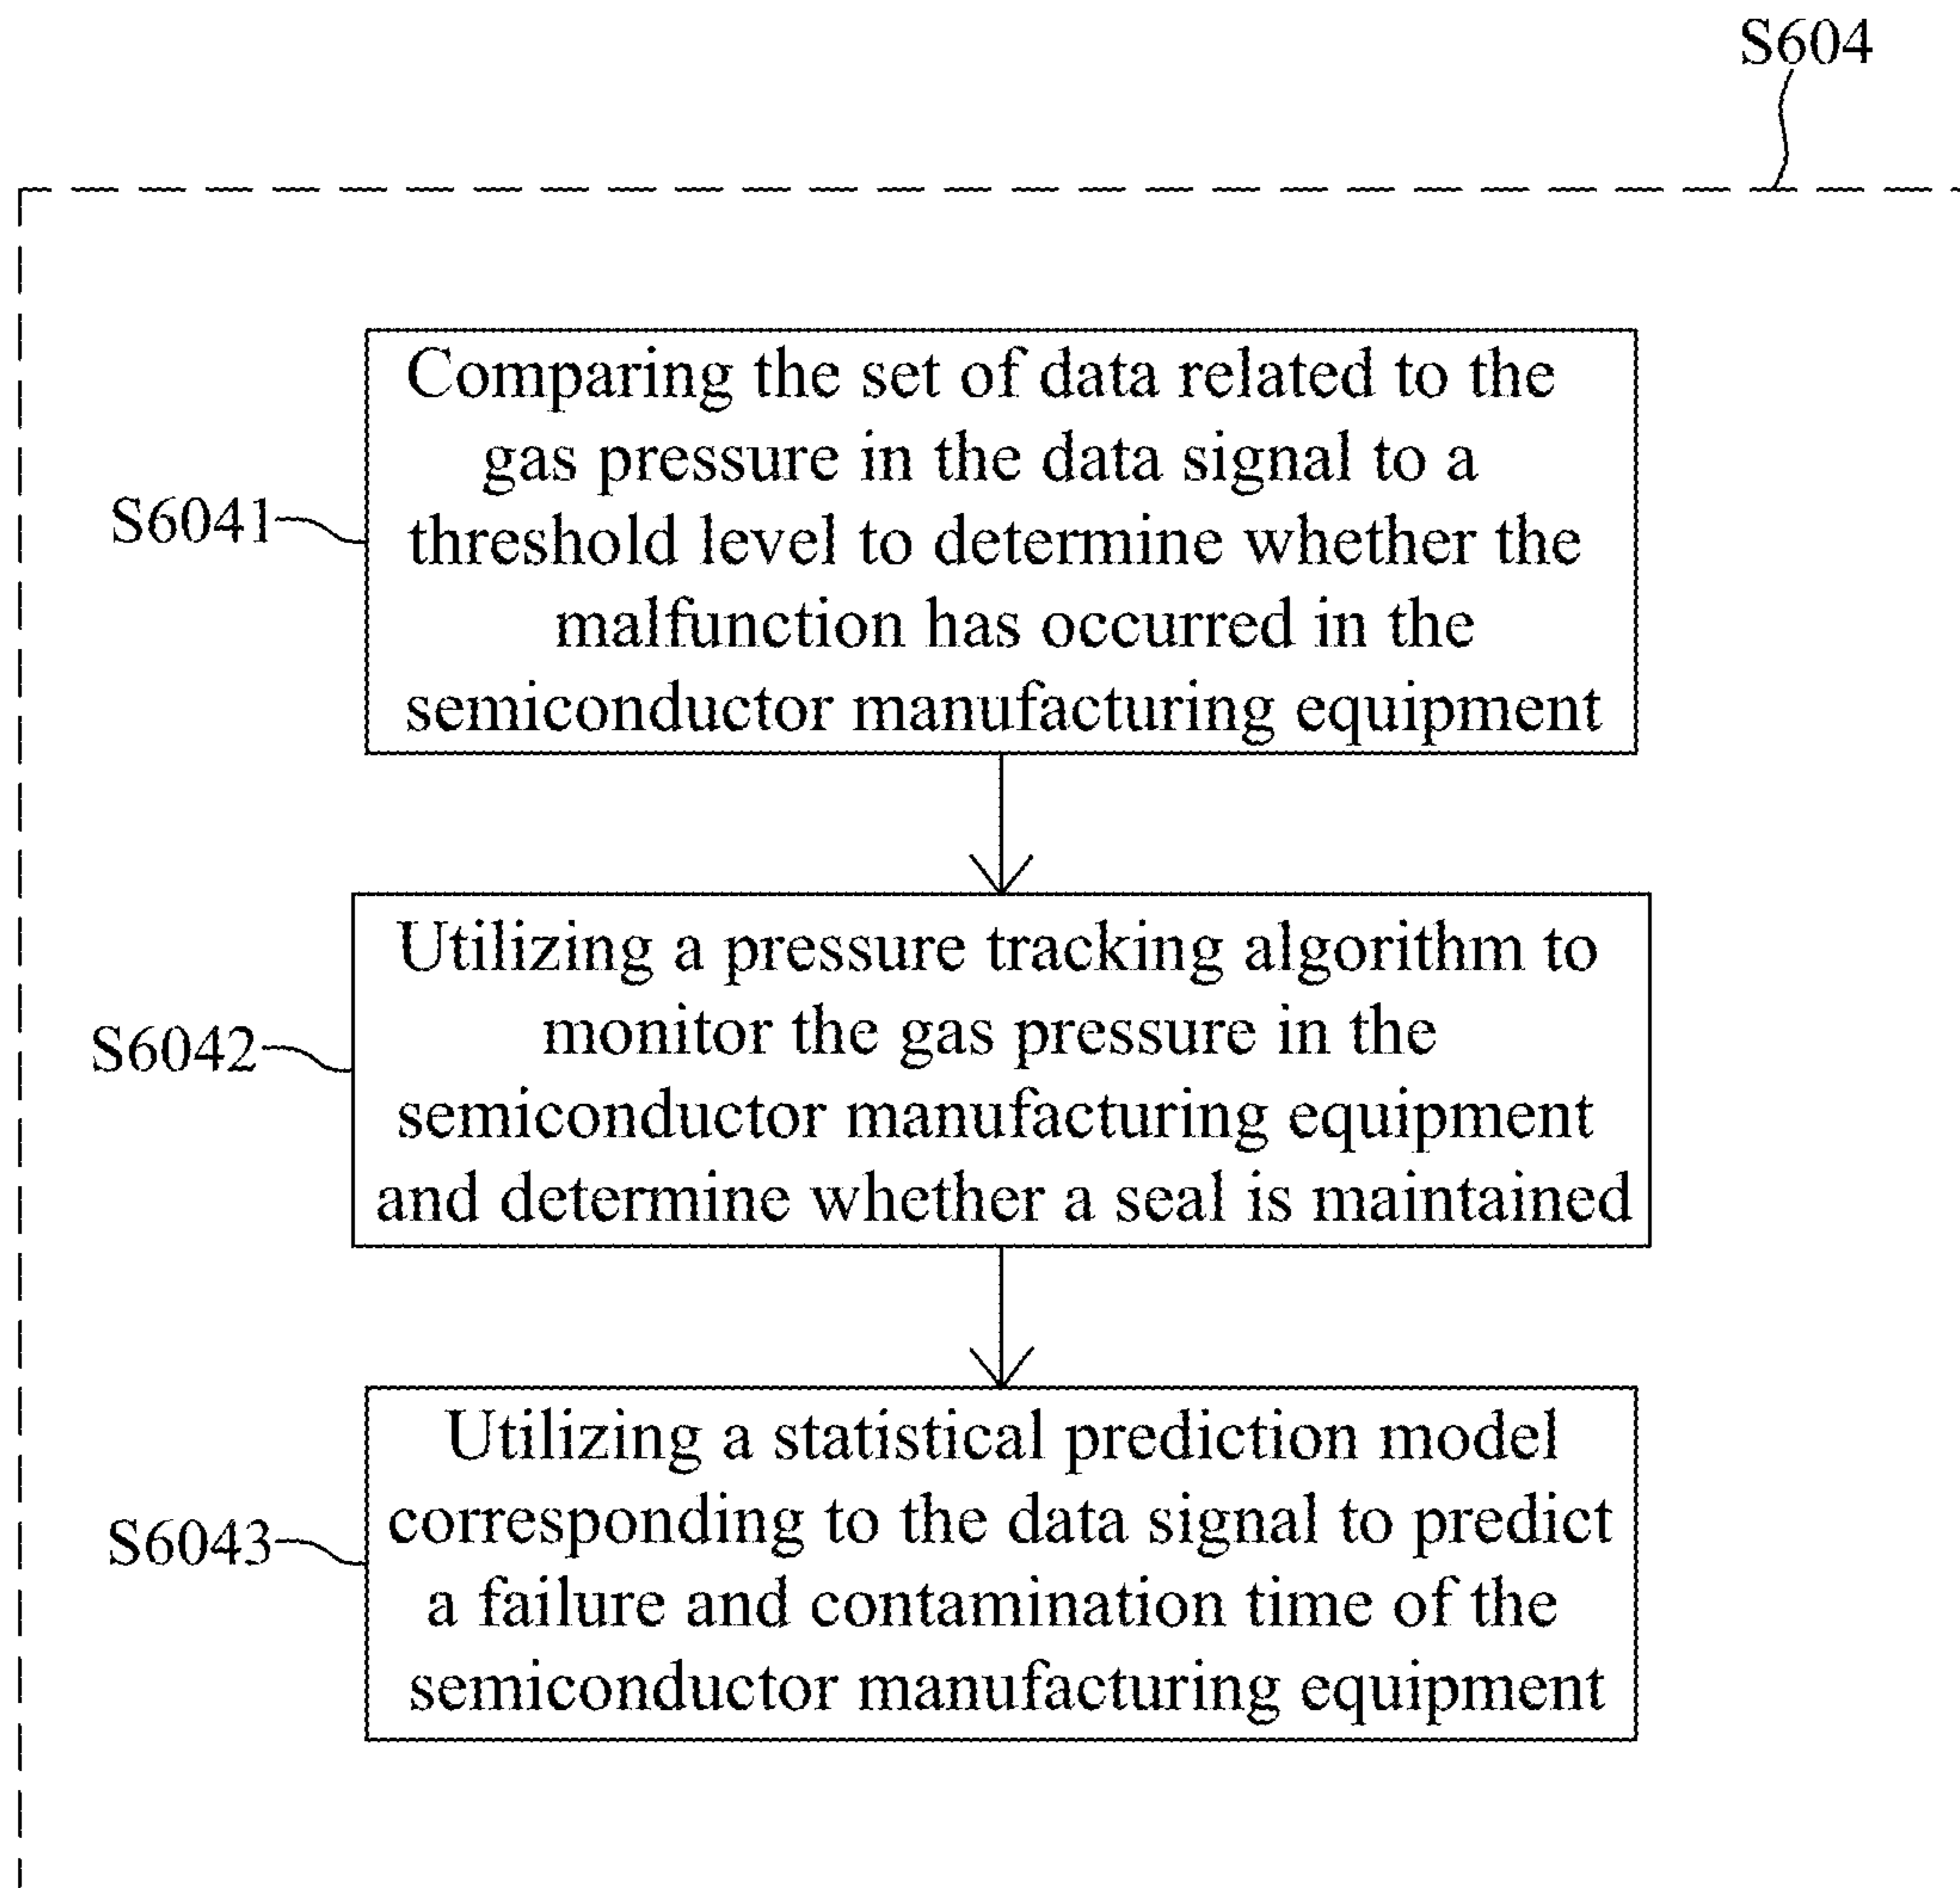 S604
Comparing the set of data related to the
gas pressure in the data signal to a
threshold level to determine whether the
malfunction has occurred in the
semiconductor manufacturing equipment
S6041
Utilizing a pressure tracking algorithm to
monitor the gas pressure in the
semiconductor manufacturing equipment
and determine whether a seal is maintained
S6042
Utilizing a statistical prediction model
corresponding to the data signal to predict
a failure and contamination time of the
semiconductor manufacturing equipment
S6043